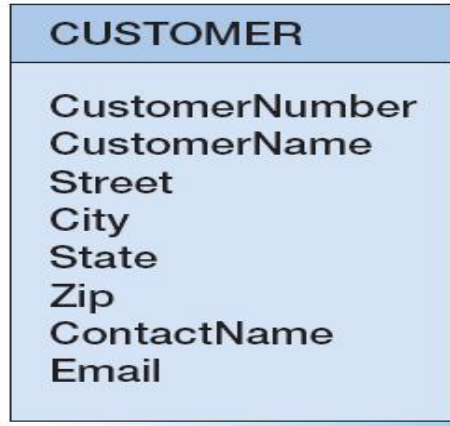 CUSTOMER
CustomerNumber
CustomerName
Street
City
State
Zip
ContactName
Email